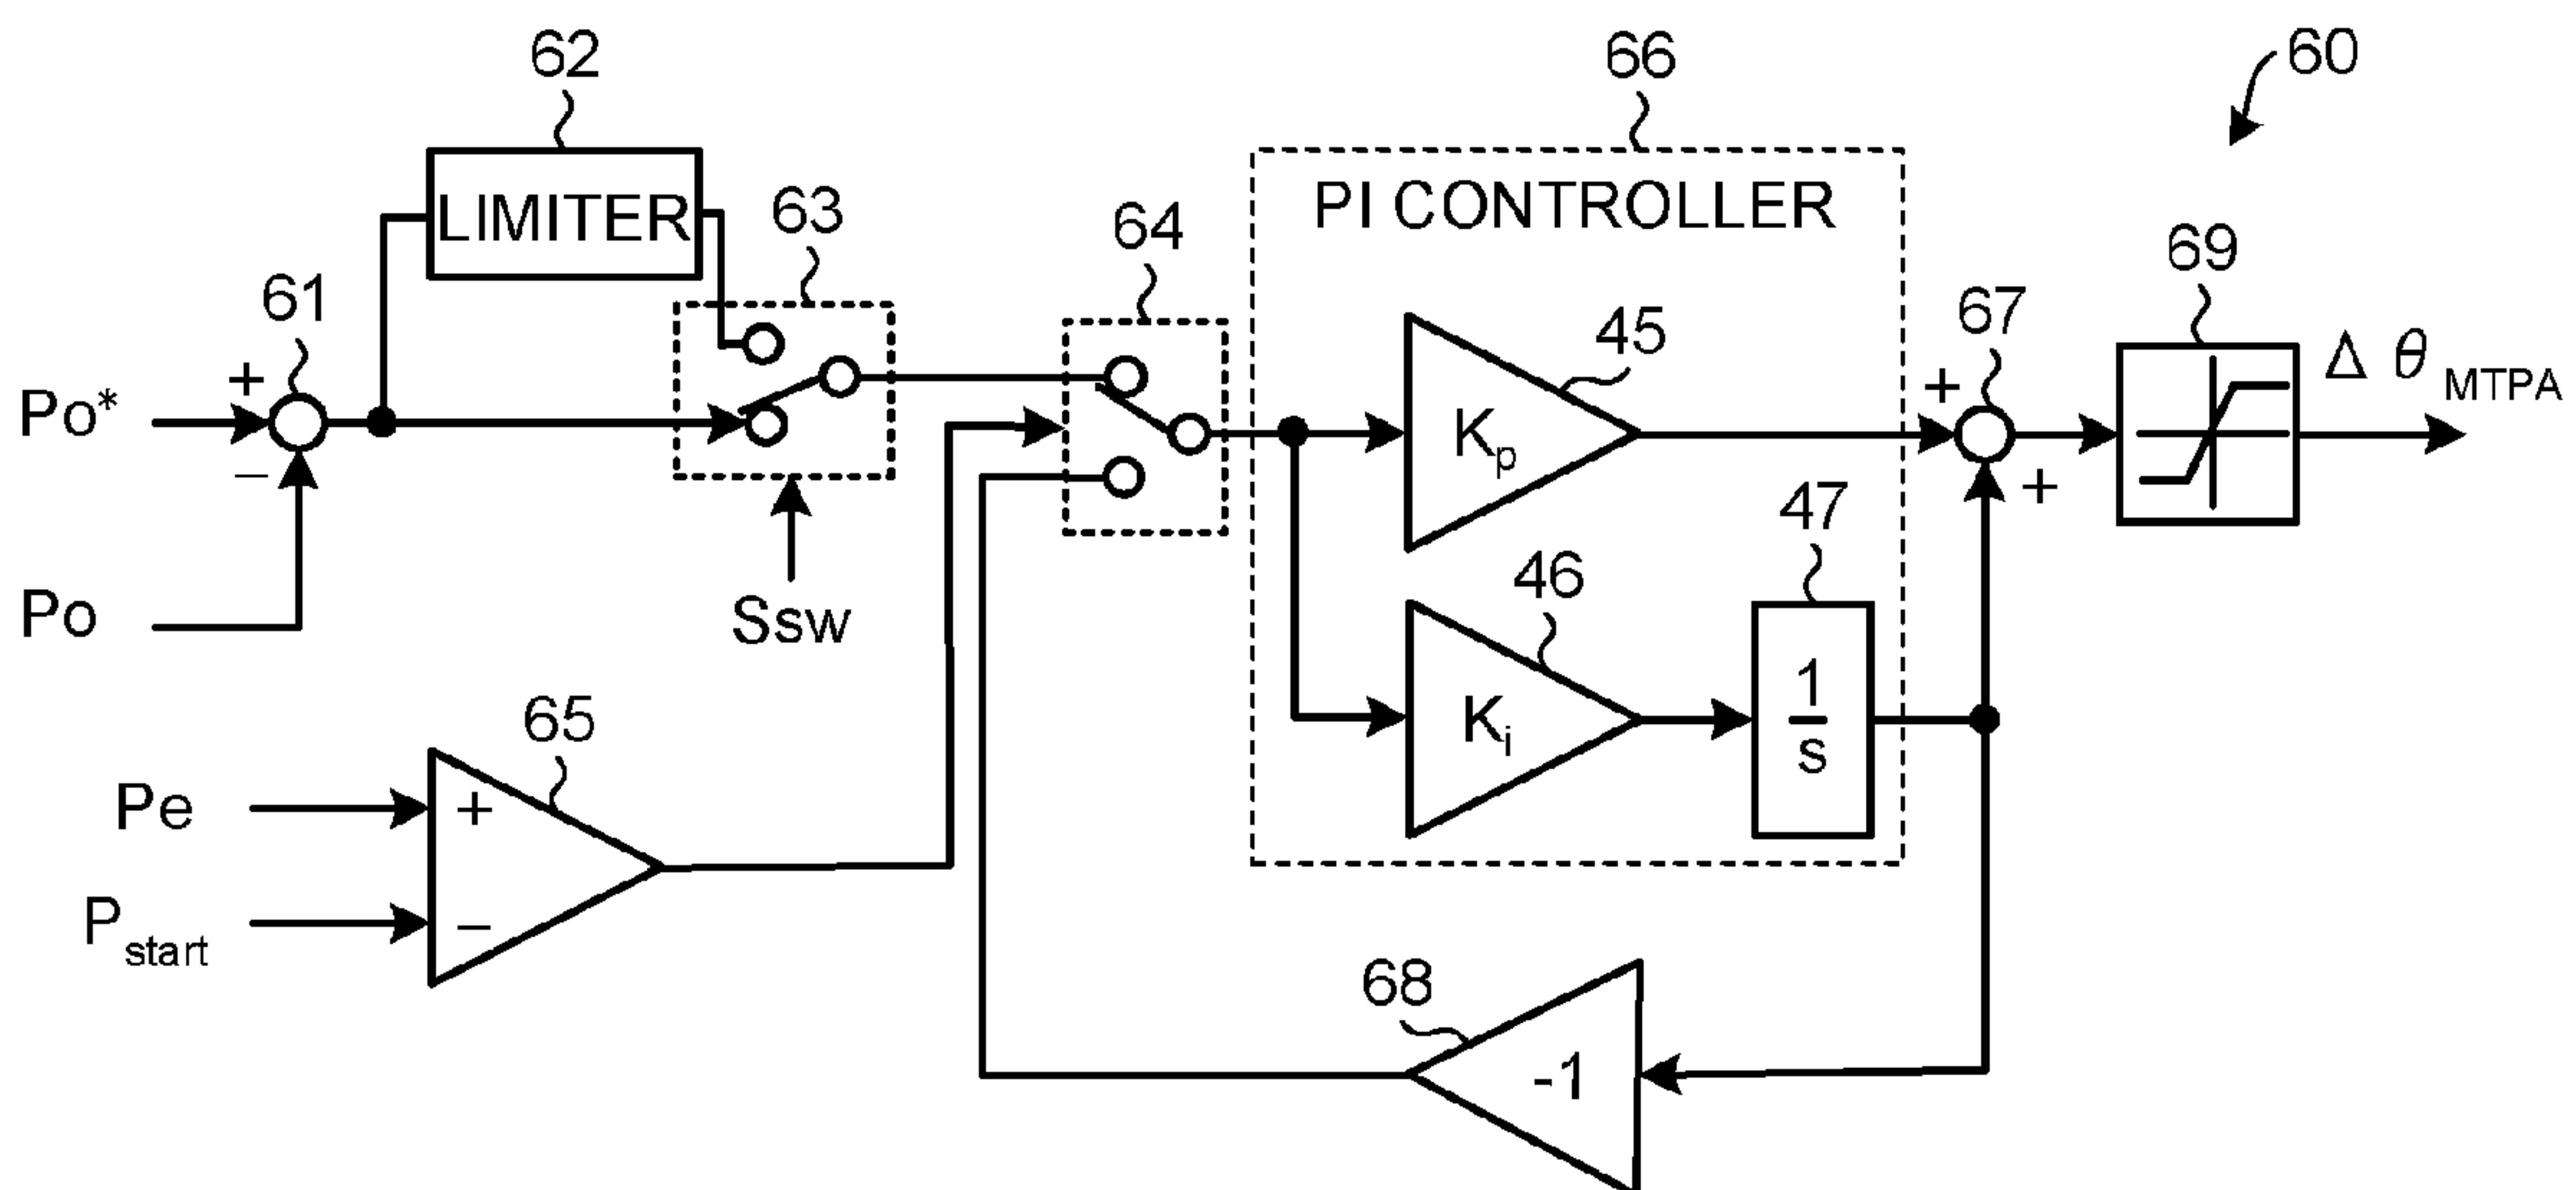 62
66
60
LIMITER
63
64
PI CONTROLLER
69
61
45
67
Δ θ MTPA
+
Po*
−
Kp
+
+
47
Po
Ssw
46
65
Ki
1
s
Pe
+
Pstart
−
68
-1